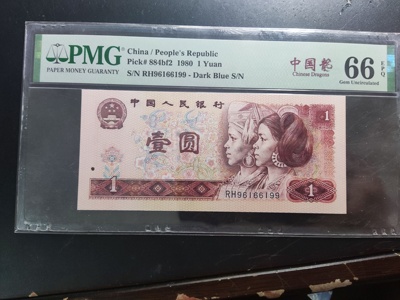 PMG
PAPER MONEY GUARANTY
China / People's Republic
Pick# 884bf2 1980 1 Yuan
S/N RH96166199 - Dark Blue S/N
中国龙
Chinese Dragons
66 EPQ
Gem Uncirculated
中国人民银行
1
壹圆
1
1
RH96166199